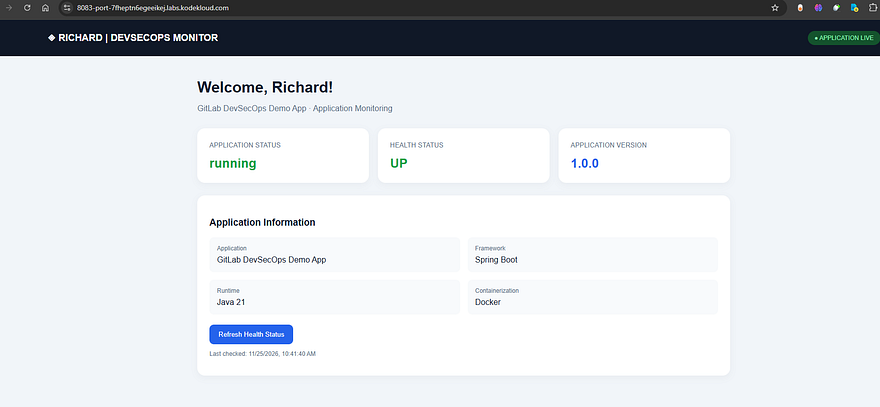 8083-port-7fheptn6egeeikej.labs.kodekloud.com
◆ RICHARD | DEVSECOPS MONITOR
● APPLICATION LIVE
Welcome, Richard!
GitLab DevSecOps Demo App · Application Monitoring
APPLICATION STATUS
running
HEALTH STATUS
UP
APPLICATION VERSION
1.0.0
Application Information
Application
GitLab DevSecOps Demo App
Framework
Spring Boot
Runtime
Java 21
Containerization
Docker
Refresh Health Status
Last checked: 11/25/2026, 10:41:40 AM